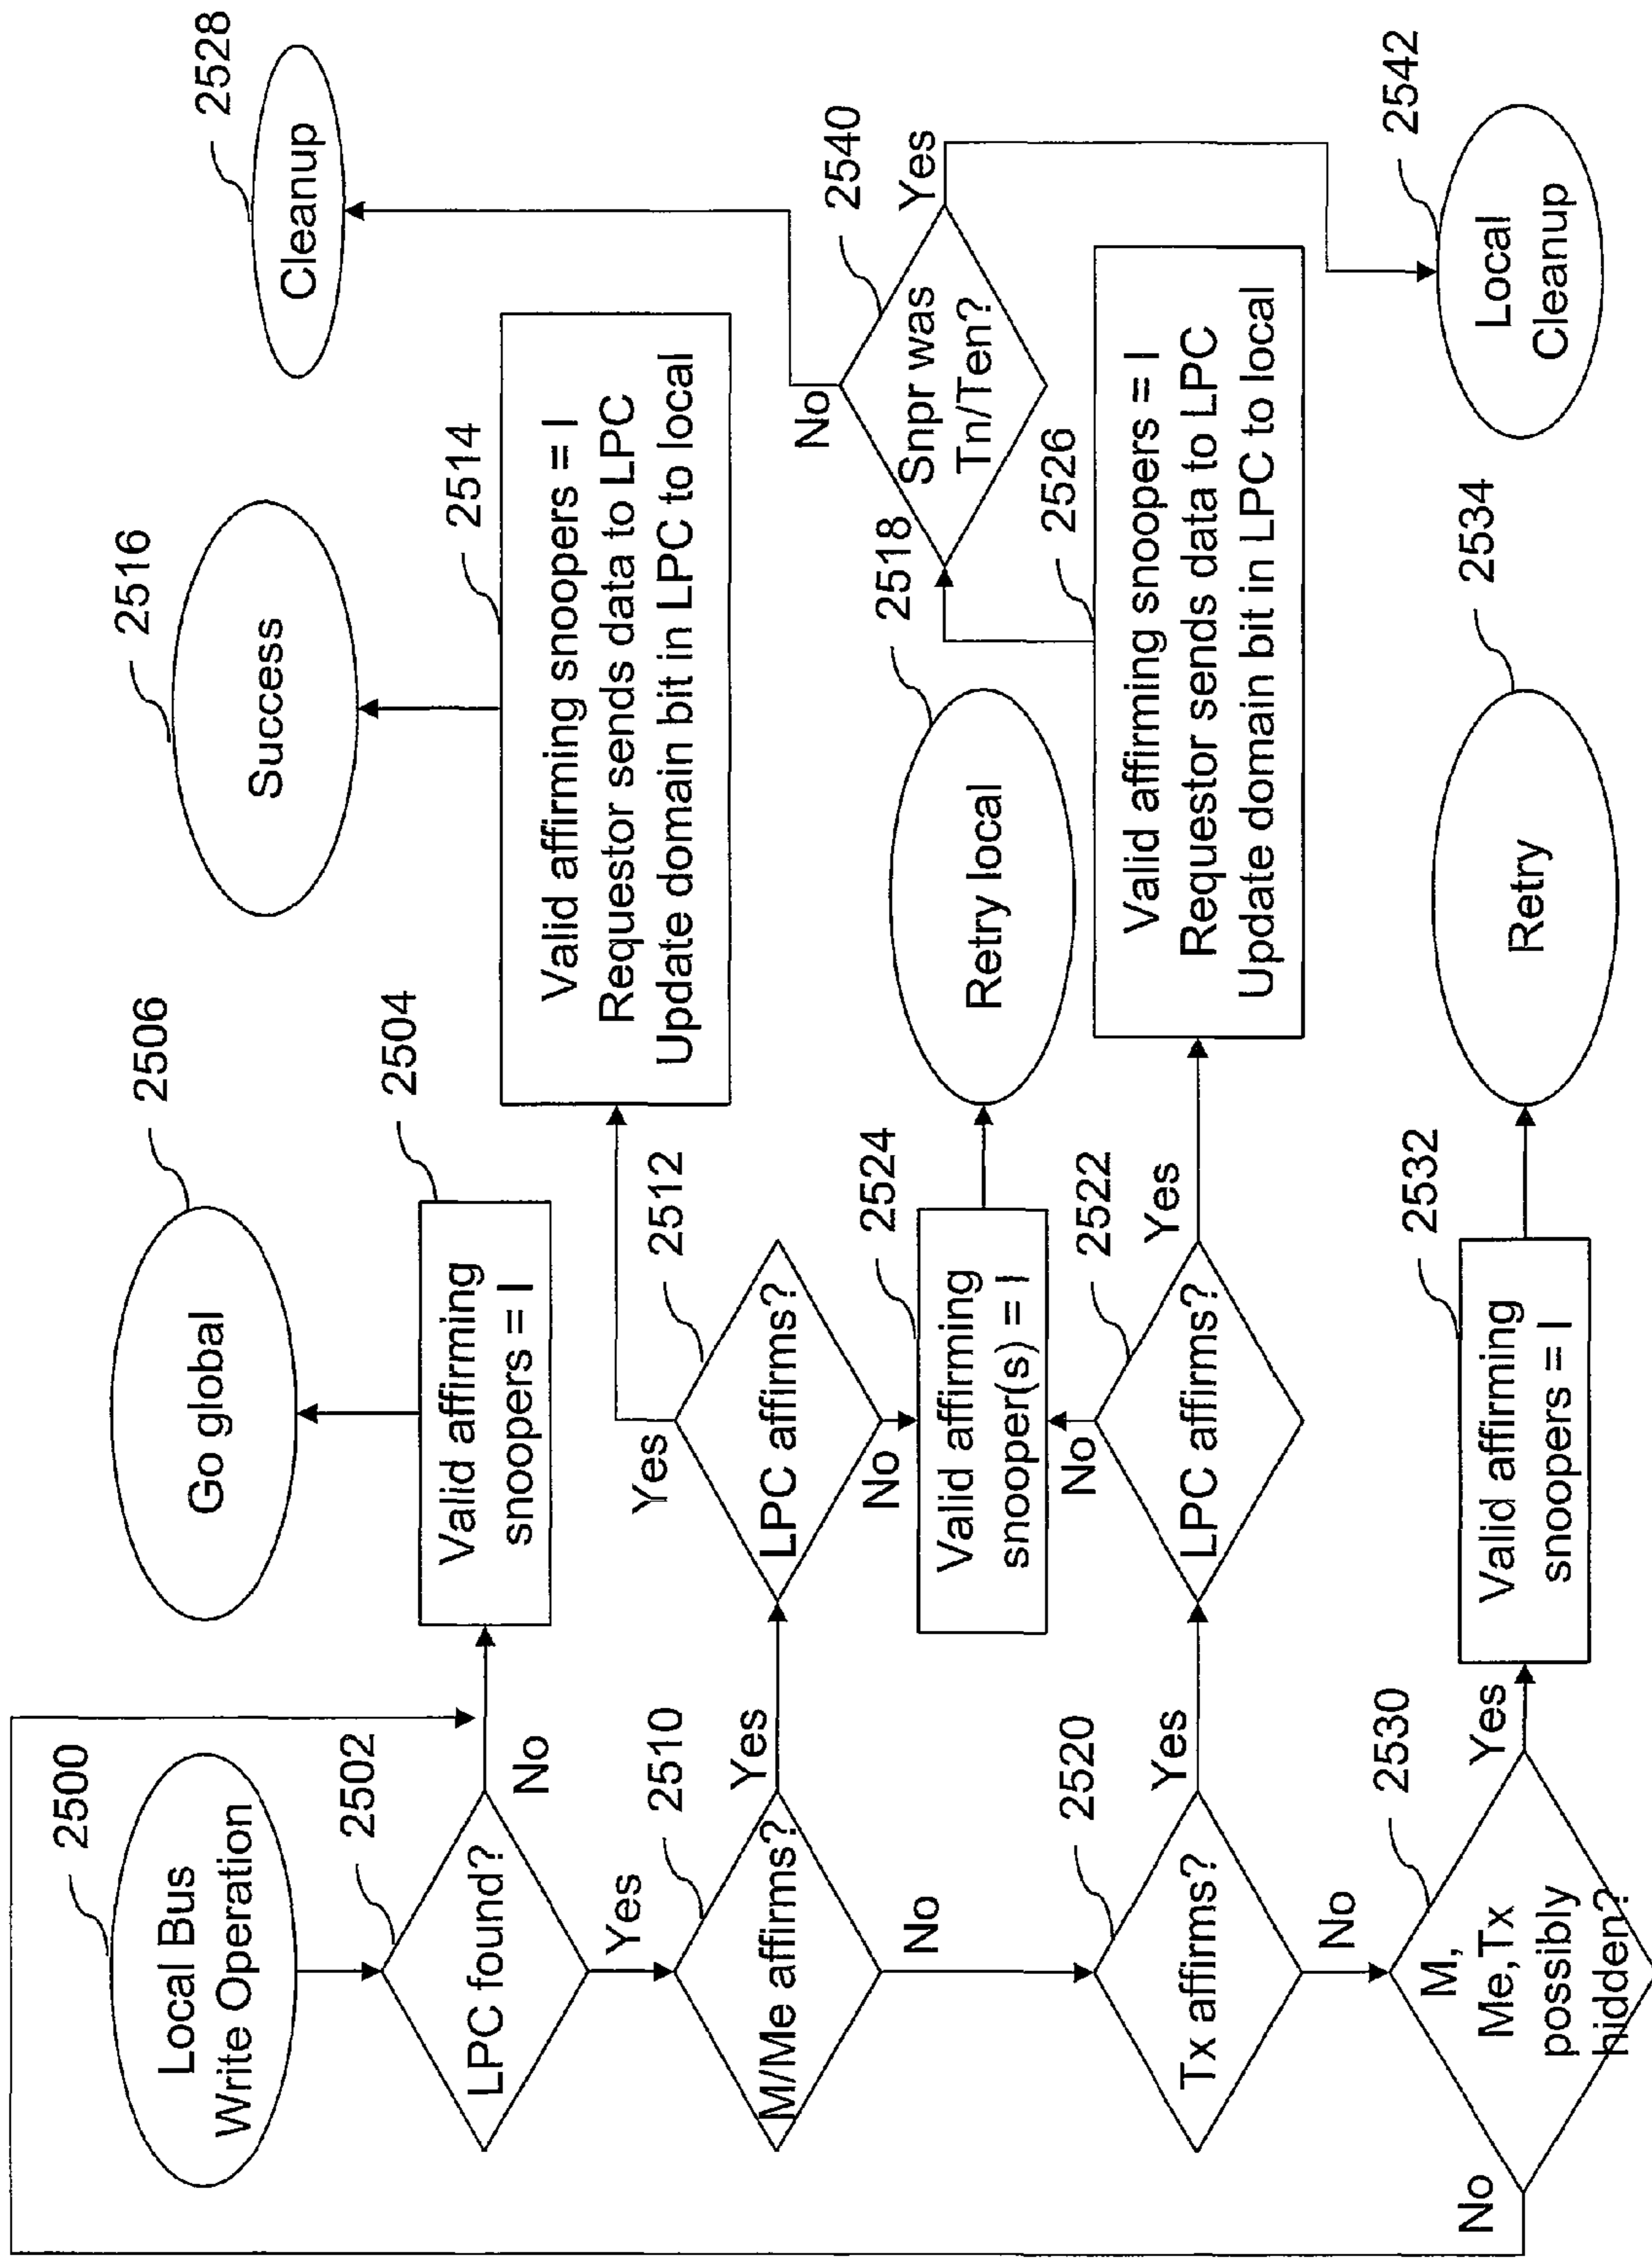 2500
Local Bus
Write Operation
2502
LPC found?
No
Yes
2504
Valid affirming
snoopers = I
2506
Go global
2510
M/Me affirms?
Yes
No
2512
LPC affirms?
Yes
No
2514
Valid affirming snoopers = I
Requestor sends data to LPC
Update domain bit in LPC to local
2516
Success
2520
Tx affirms?
Yes
No
2522
LPC affirms?
No
Yes
2524
Valid affirming
snooper(s) = I
2518
Retry local
2526
Valid affirming snoopers = I
Requestor sends data to LPC
Update domain bit in LPC to local
2540
Snpr was
Tn/Ten?
No
Yes
2528
Cleanup
2542
Local
Cleanup
2530
M,
Me,Tx
possibly
hidden?
No
Yes
2532
Valid affirming
snoopers = I
2534
Retry